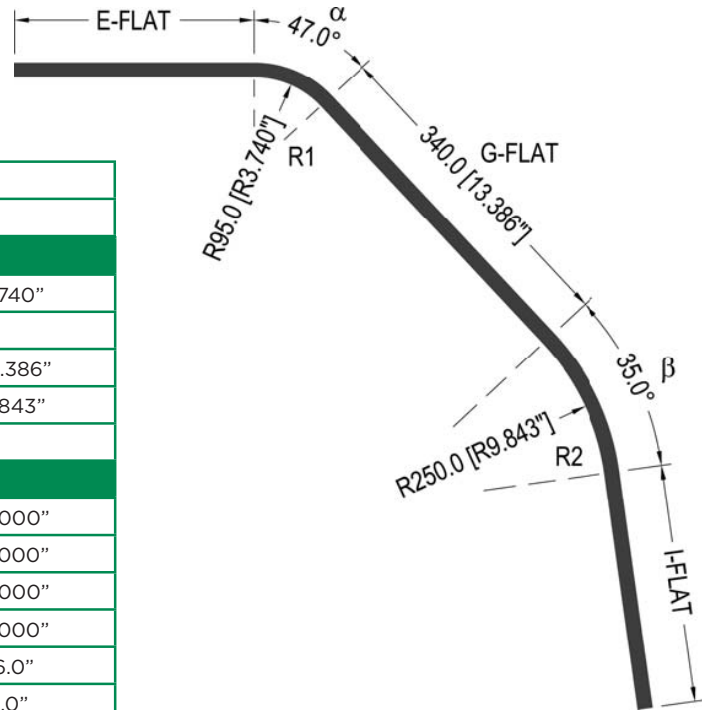 E-FLAT
α
47.0°
340.0 [13.386"]
G-FLAT
R95.0 [R3.740"]
R1
35.0°
β
R250.0 [R9.843"]
R2
I-FLAT
740”
.386”
843”
000”
000”
000”
000”
6.0”
.0”